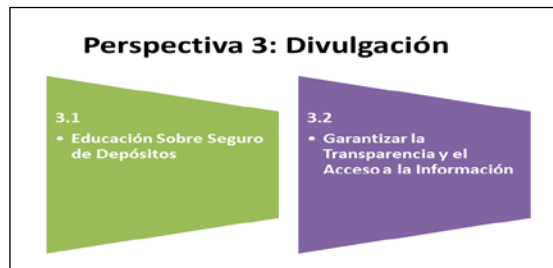 Perspectiva 3: Divulgación
3.1
• Educación Sobre Seguro
de Depósitos
3.2
• Garantizar la
Transparencia y el
Acceso a la Información